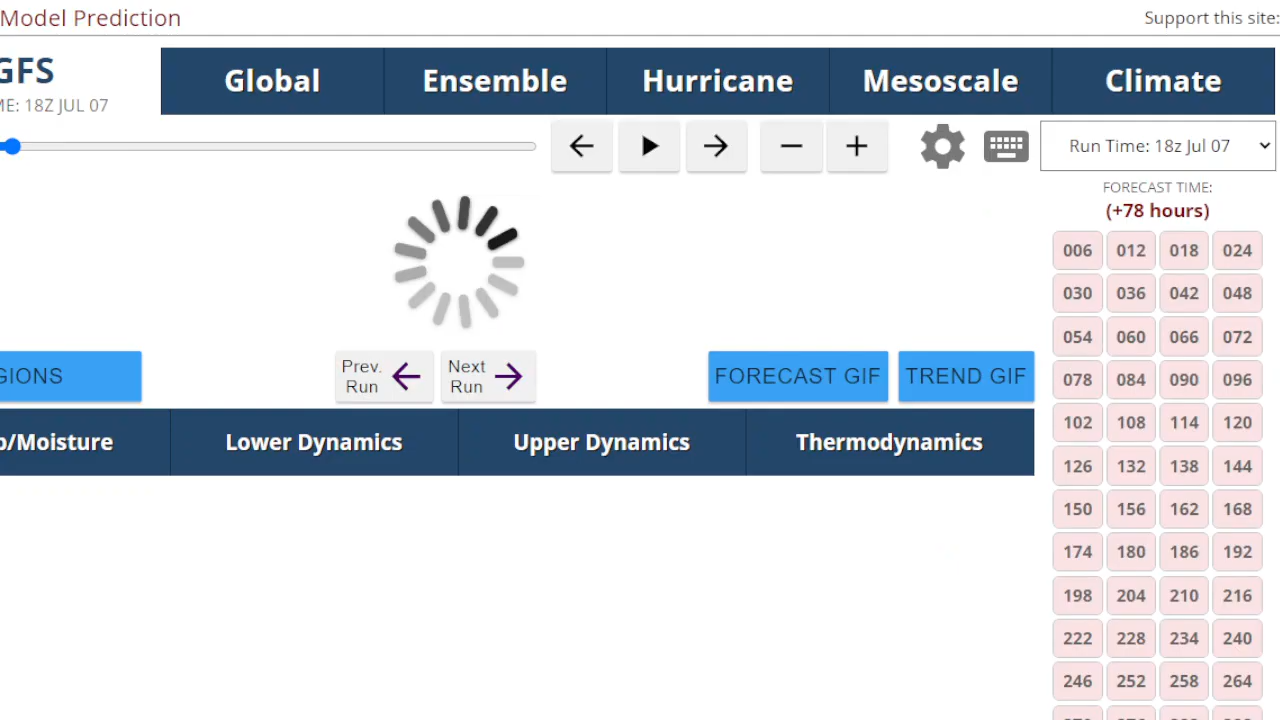 Model Prediction
Support this site:
GFS
Global
Ensemble
Hurricane
Mesoscale
Climate
ME: 18Z JUL 07
Run Time: 18z Jul 07
FORECAST TIME:
(+78 hours)
006 012 018 024
030 036 042 048
054 060 066 072
078 084 090 096
102 108 114 120
126 132 138 144
150 156 162 168
174 180 186 192
198 204 210 216
222 228 234 240
246 252 258 264
GIONS
Prev.
Run
Next
Run
FORECAST GIF
TREND GIF
p/Moisture
Lower Dynamics
Upper Dynamics
Thermodynamics